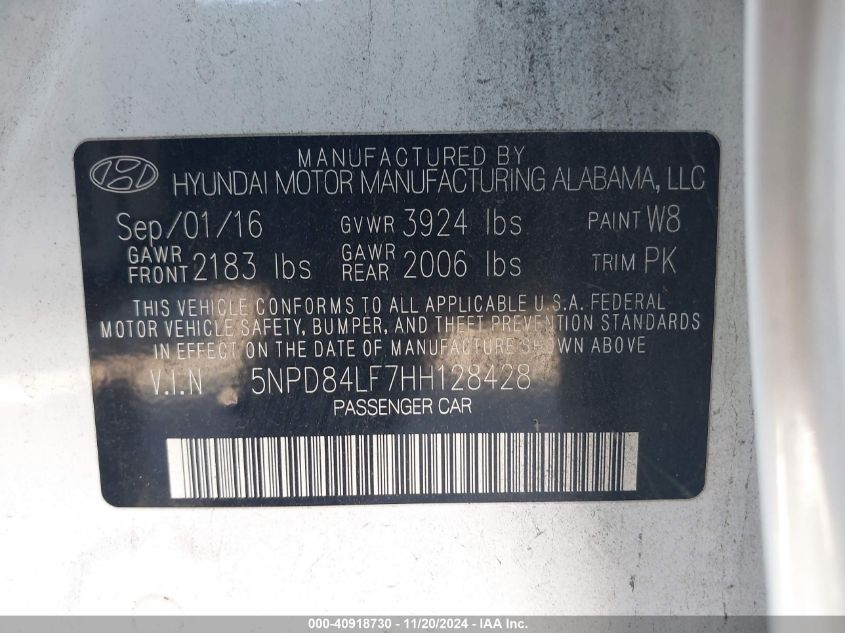 MANUFACTURED BY
HYUNDAI MOTOR MANUFACTURING ALABAMA, LLC
Sep/01/16 GVWR 3924 lbs PAINT W8
GAWR FRONT 2183 lbs GAWR REAR 2006 lbs TRIM PK
THIS VEHICLE CONFORMS TO ALL APPLICABLE U.S.A. FEDERAL
MOTOR VEHICLE SAFETY, BUMPER, AND THEFT PREVENTION STANDARDS
IN EFFECT ON THE DATE OF MANUFACTURE SHOWN ABOVE.
V.I.N 5NPD84LF7HH128428
PASSENGER CAR
000-40918730 - 11/20/2024 - IAA Inc.